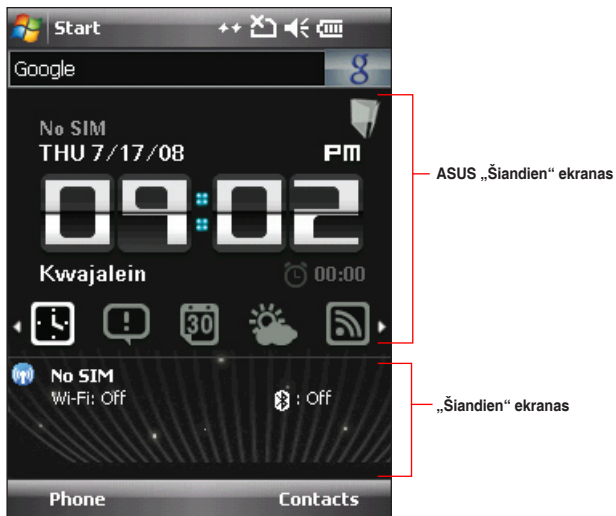 Start
Google
g
No SIM
THU 7/17/08
PM
09:02
Kwajalein
00:00
30
No SIM
Wi-Fi: Off
: Off
Phone
Contacts
ASUS „Šiandien“ ekranas
„Šiandien“ ekranas